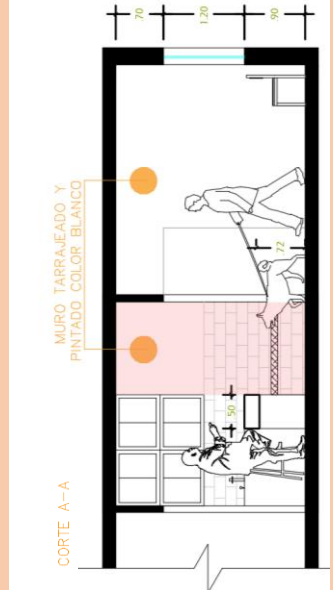 CORTE A-A
MURO TARRAJEADO Y
PINTADO COLOR BLANCO
.70
1.20
.90
.72
.50